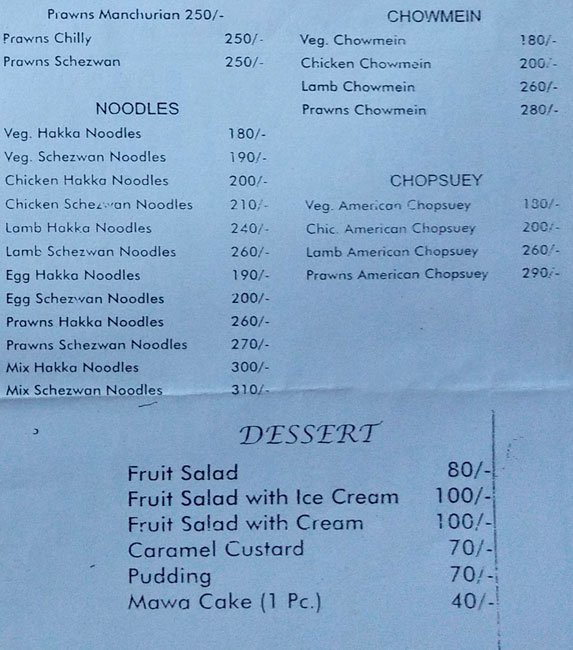 Prawns Manchurian 250/-
Prawns Chilly 250/-
Prawns Schezwan 250/-
NOODLES
Veg. Hakka Noodles 180/-
Veg. Schezwan Noodles 190/-
Chicken Hakka Noodles 200/-
Chicken Schezwan Noodles 210/-
Lamb Hakka Noodles 240/-
Lamb Schezwan Noodles 260/-
Egg Hakka Noodles 190/-
Egg Schezwan Noodles 200/-
Prawns Hakka Noodles 260/-
Prawns Schezwan Noodles 270/-
Mix Hakka Noodles 300/-
Mix Schezwan Noodles 310/-
CHOWMEIN
Veg. Chowmein 180/-
Chicken Chowmein 200/-
Lamb Chowmein 260/-
Prawns Chowmein 280/-
CHOPSUEY
Veg. American Chopsuey
Chic. American Chopsuey 200/-
Lamb American Chopsuey 260/-
Prawns American Chopsuey 290/-
DESSERT
Fruit Salad 80/-
Fruit Salad with Ice Cream 100/-
Fruit Salad with Cream 100/-
Caramel Custard 70/-
Pudding 70/-
Mawa Cake (1 Pc.) 40/-